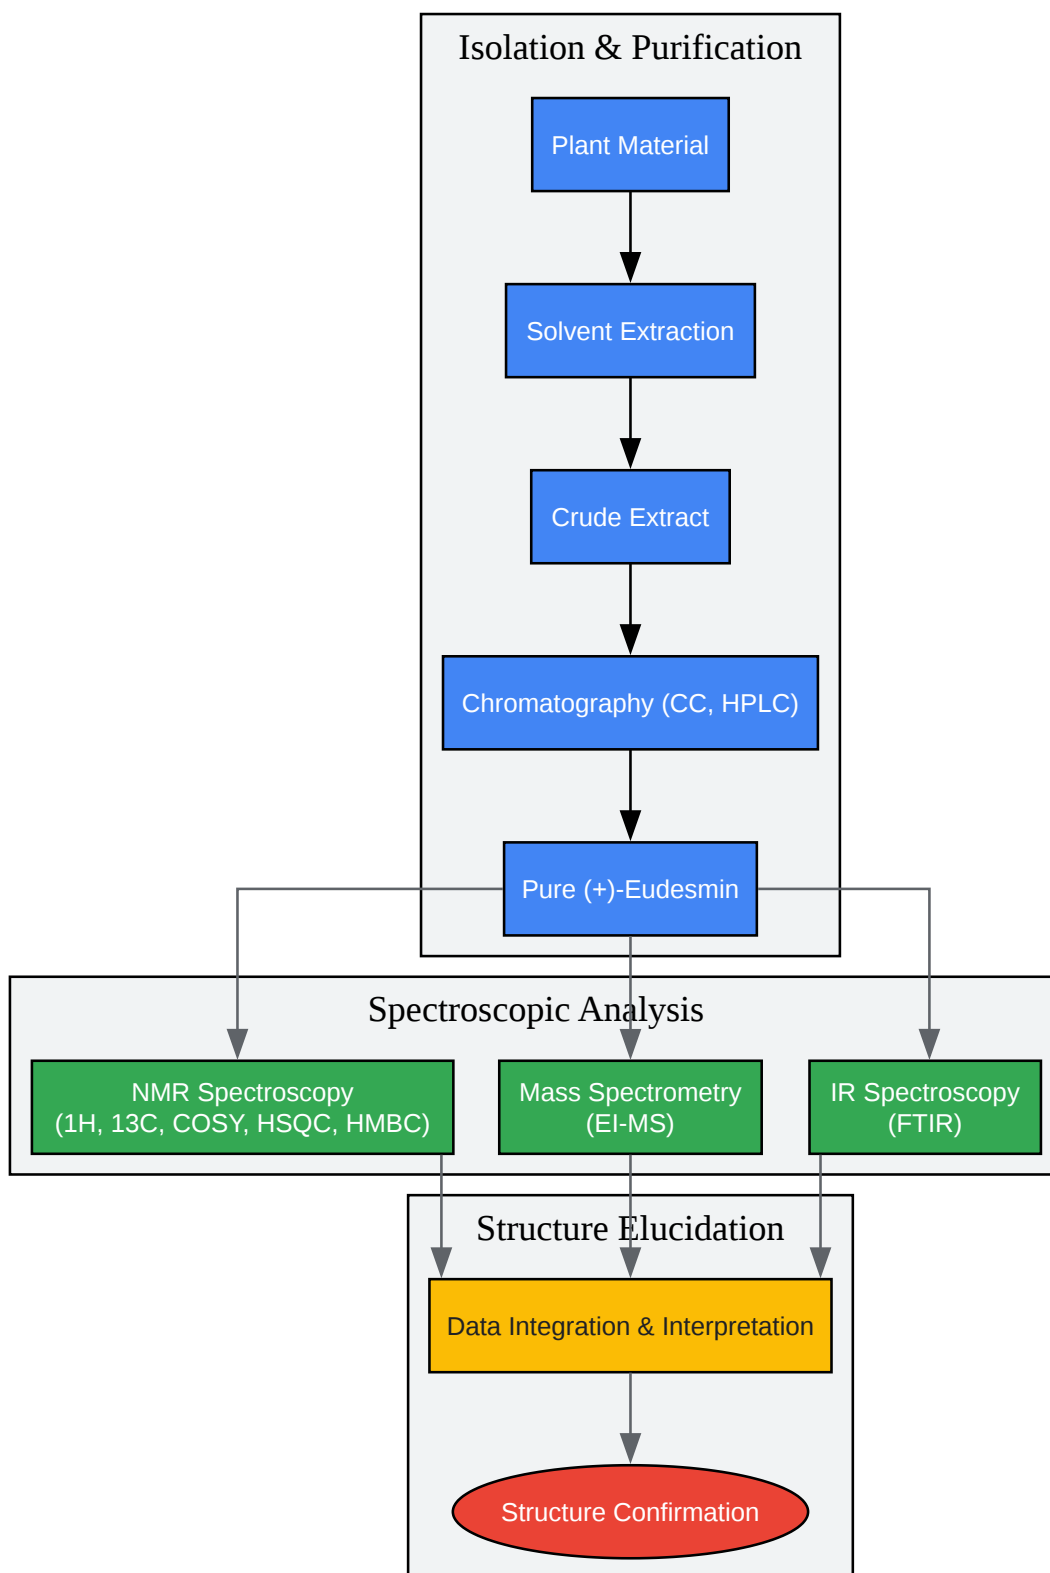 Isolation & Purification
Plant Material
Solvent Extraction
Crude Extract
Chromatography (CC, HPLC)
Pure (+)-Eudesmin
Spectroscopic Analysis
NMR Spectroscopy
(1H, 13C, COSY, HSQC, HMBC)
Mass Spectrometry
(EI-MS)
IR Spectroscopy
(FTIR)
Structure Elucidation
Data Integration & Interpretation
Structure Confirmation